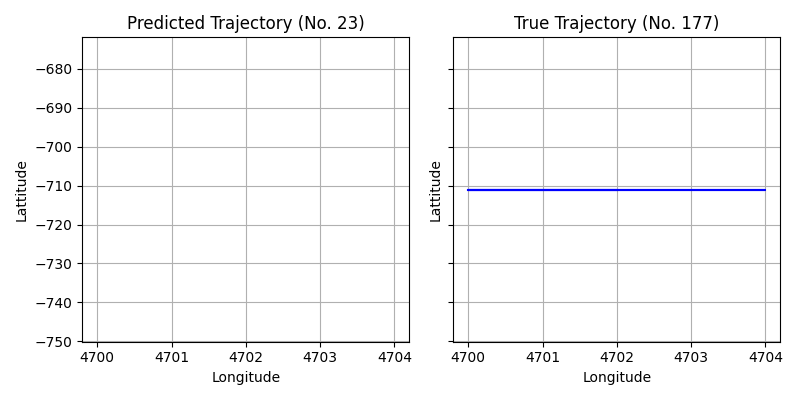 Predicted Trajectory (No. 23)
True Trajectory (No. 177)
Lattitude
−680
−690
−700
−710
−720
−730
−740
−750
4700 4701 4702 4703 4704
Longitude
Lattitude
4700 4701 4702 4703 4704
Longitude